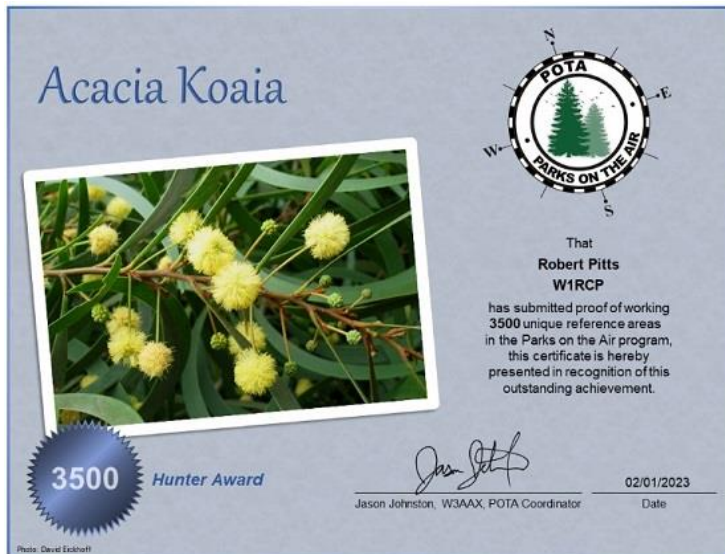 Acacia Koaia
N
POTA
E
W
PARKS ON THE AIR
S
That
Robert Pitts
W1RCP
has submitted proof of working
3500 unique reference areas
in the Parks on the Air program,
this certificate is hereby
presented in recognition of this
outstanding achievement.
3500
Hunter Award
Jason Johnston, W3AAX, POTA Coordinator
02/01/2023
Date
Photo: David Eickhoff